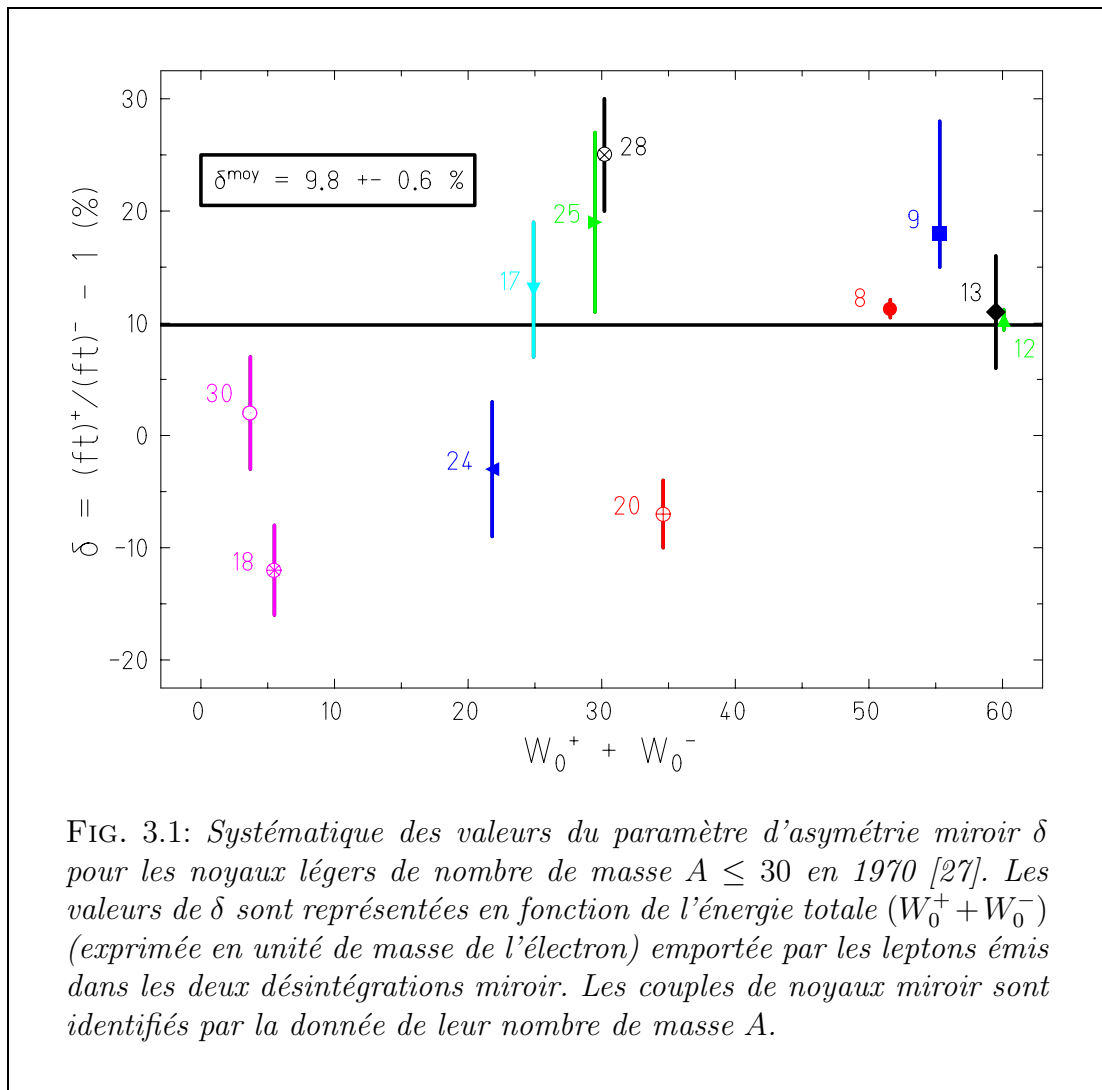 δ = (ft)⁺/(ft)⁻ - 1 (%)
30
20
10
0
-10
-20
δᵐᵒʸ = 9.8 +- 0.6 %
28
25
9
17
8
13
12
30
24
20
18
0 10 20 30 40 50 60
W₀⁺ + W₀⁻
FIG. 3.1: Systématique des valeurs du paramètre d'asymétrie miroir δ
pour les noyaux légers de nombre de masse A ≤ 30 en 1970 [27]. Les
valeurs de δ sont représentées en fonction de l'énergie totale (W₀⁺ + W₀⁻)
(exprimée en unité de masse de l'électron) emportée par les leptons émis
dans les deux désintégrations miroir. Les couples de noyaux miroir sont
identifiés par la donnée de leur nombre de masse A.